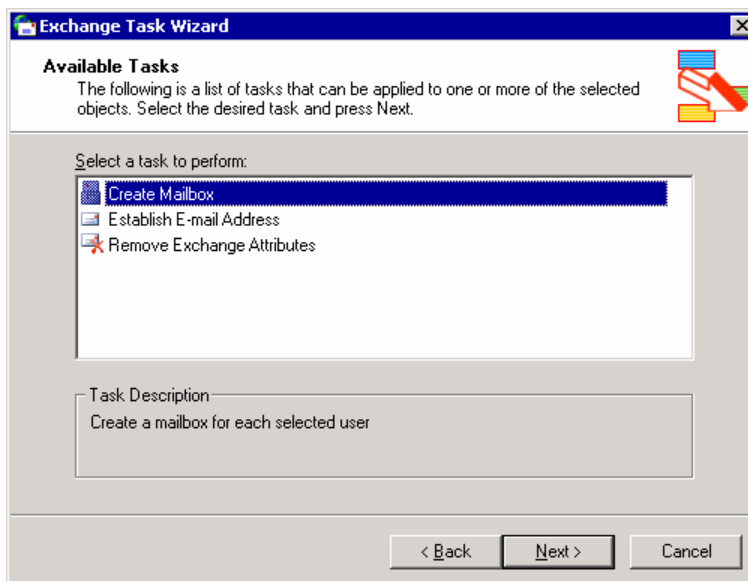 Exchange Task Wizard
Available Tasks
The following is a list of tasks that can be applied to one or more of the selected
objects. Select the desired task and press Next.
Select a task to perform:
Create Mailbox
Establish E-mail Address
Remove Exchange Attributes
Task Description
Create a mailbox for each selected user
< Back Next > Cancel